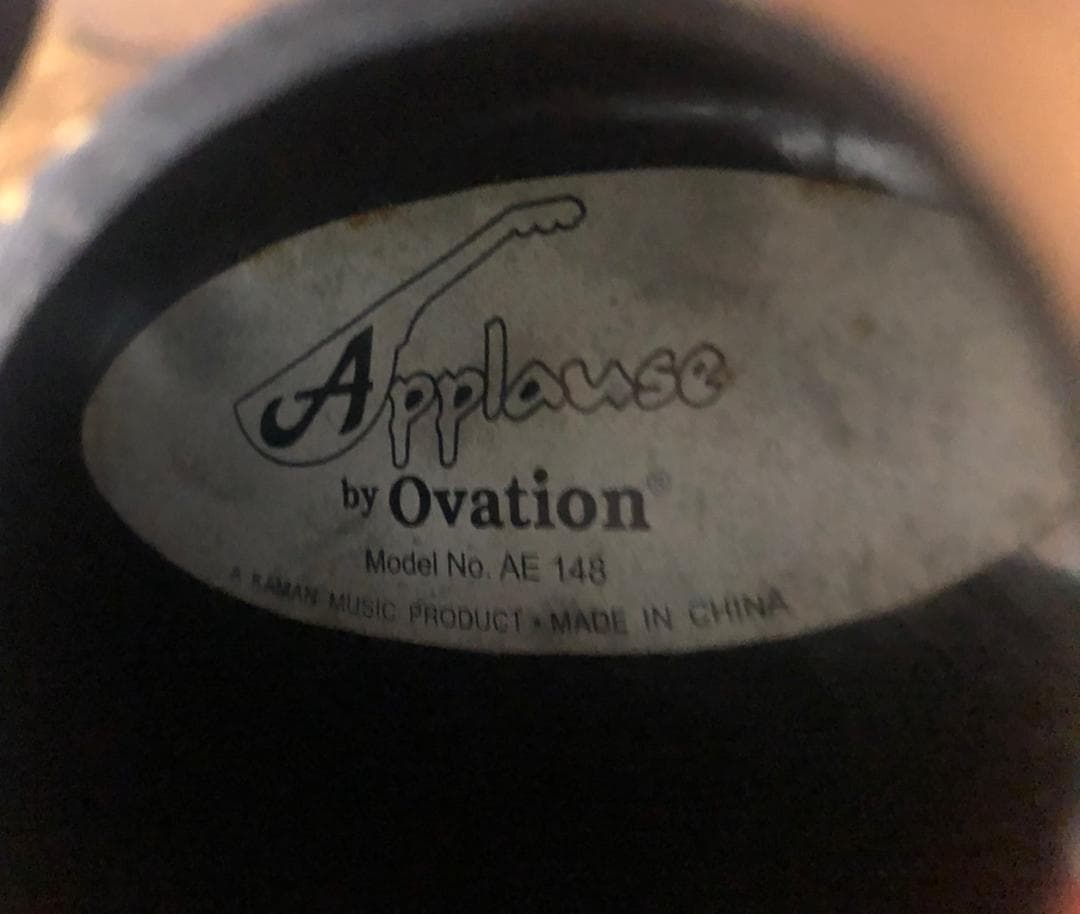 Applause
by Ovation®
Model No. AE 148
A KAMAN MUSIC PRODUCT • MADE IN CHINA